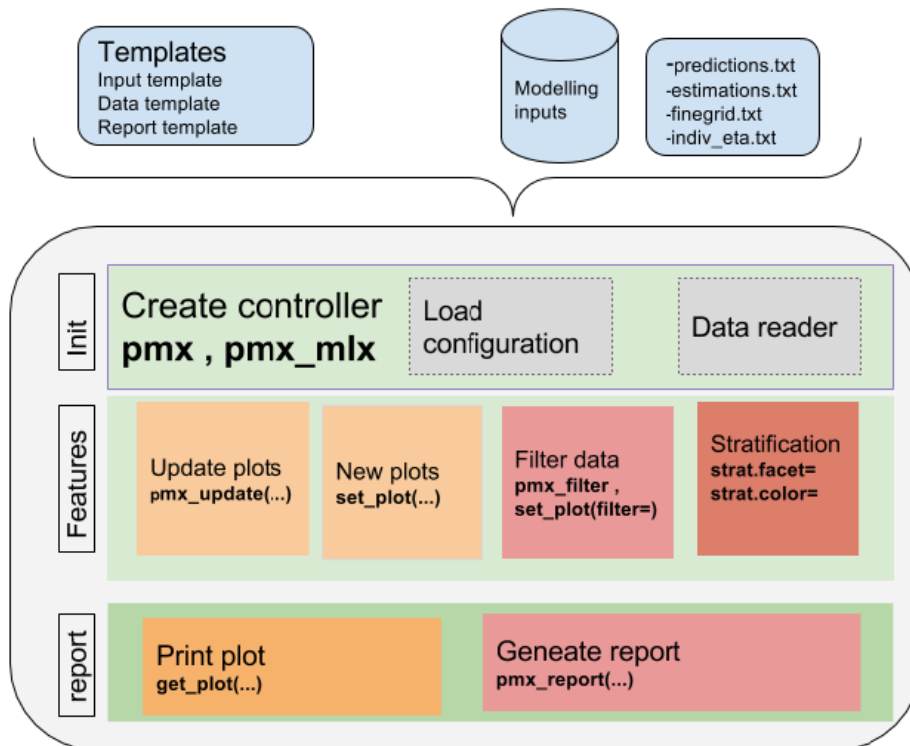 Templates
Input template
Data template
Report template
Modelling
inputs
-predictions.txt
-estimations.txt
-finegrid.txt
-indiv_eta.txt
Init
Create controller
pmx , pmx_mlx
Load
configuration
Data reader
Features
Update plots
pmx_update(...)
New plots
set_plot(...)
Filter data
pmx_filter ,
set_plot(filter=)
Stratification
strat.facet=
strat.color=
report
Print plot
get_plot(...)
Geneate report
pmx_report(...)